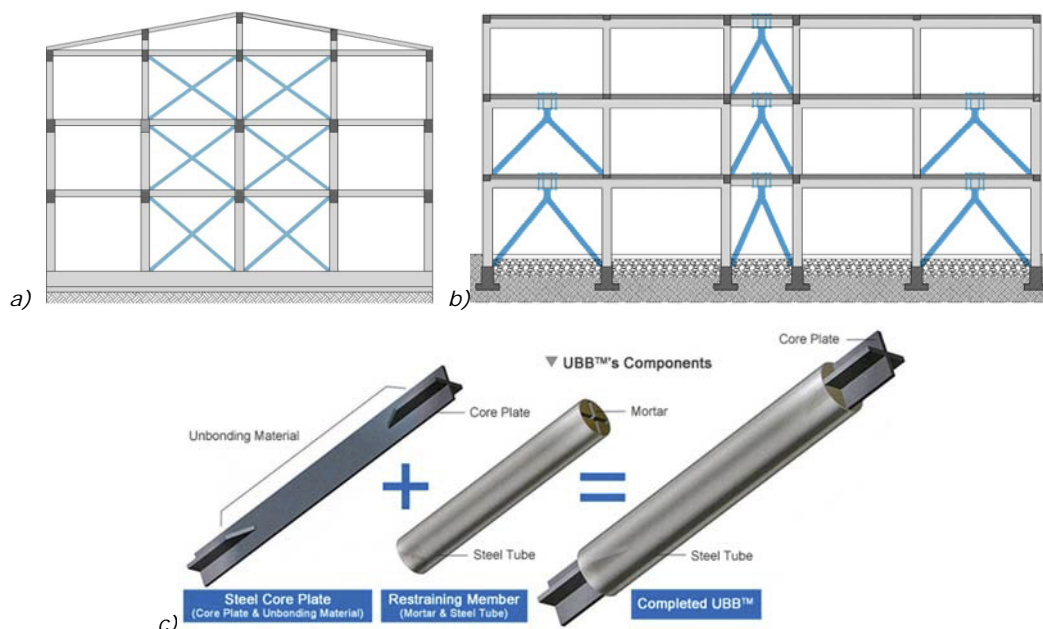 a)
b)
▼ UBB™'s Components
Core Plate
Unbonding Material
Core Plate
Mortar
Steel Tube
Steel Tube
Steel Core Plate
(Core Plate & Unbonding Material)
Restraining Member
(Mortar & Steel Tube)
Completed UBB™
c)